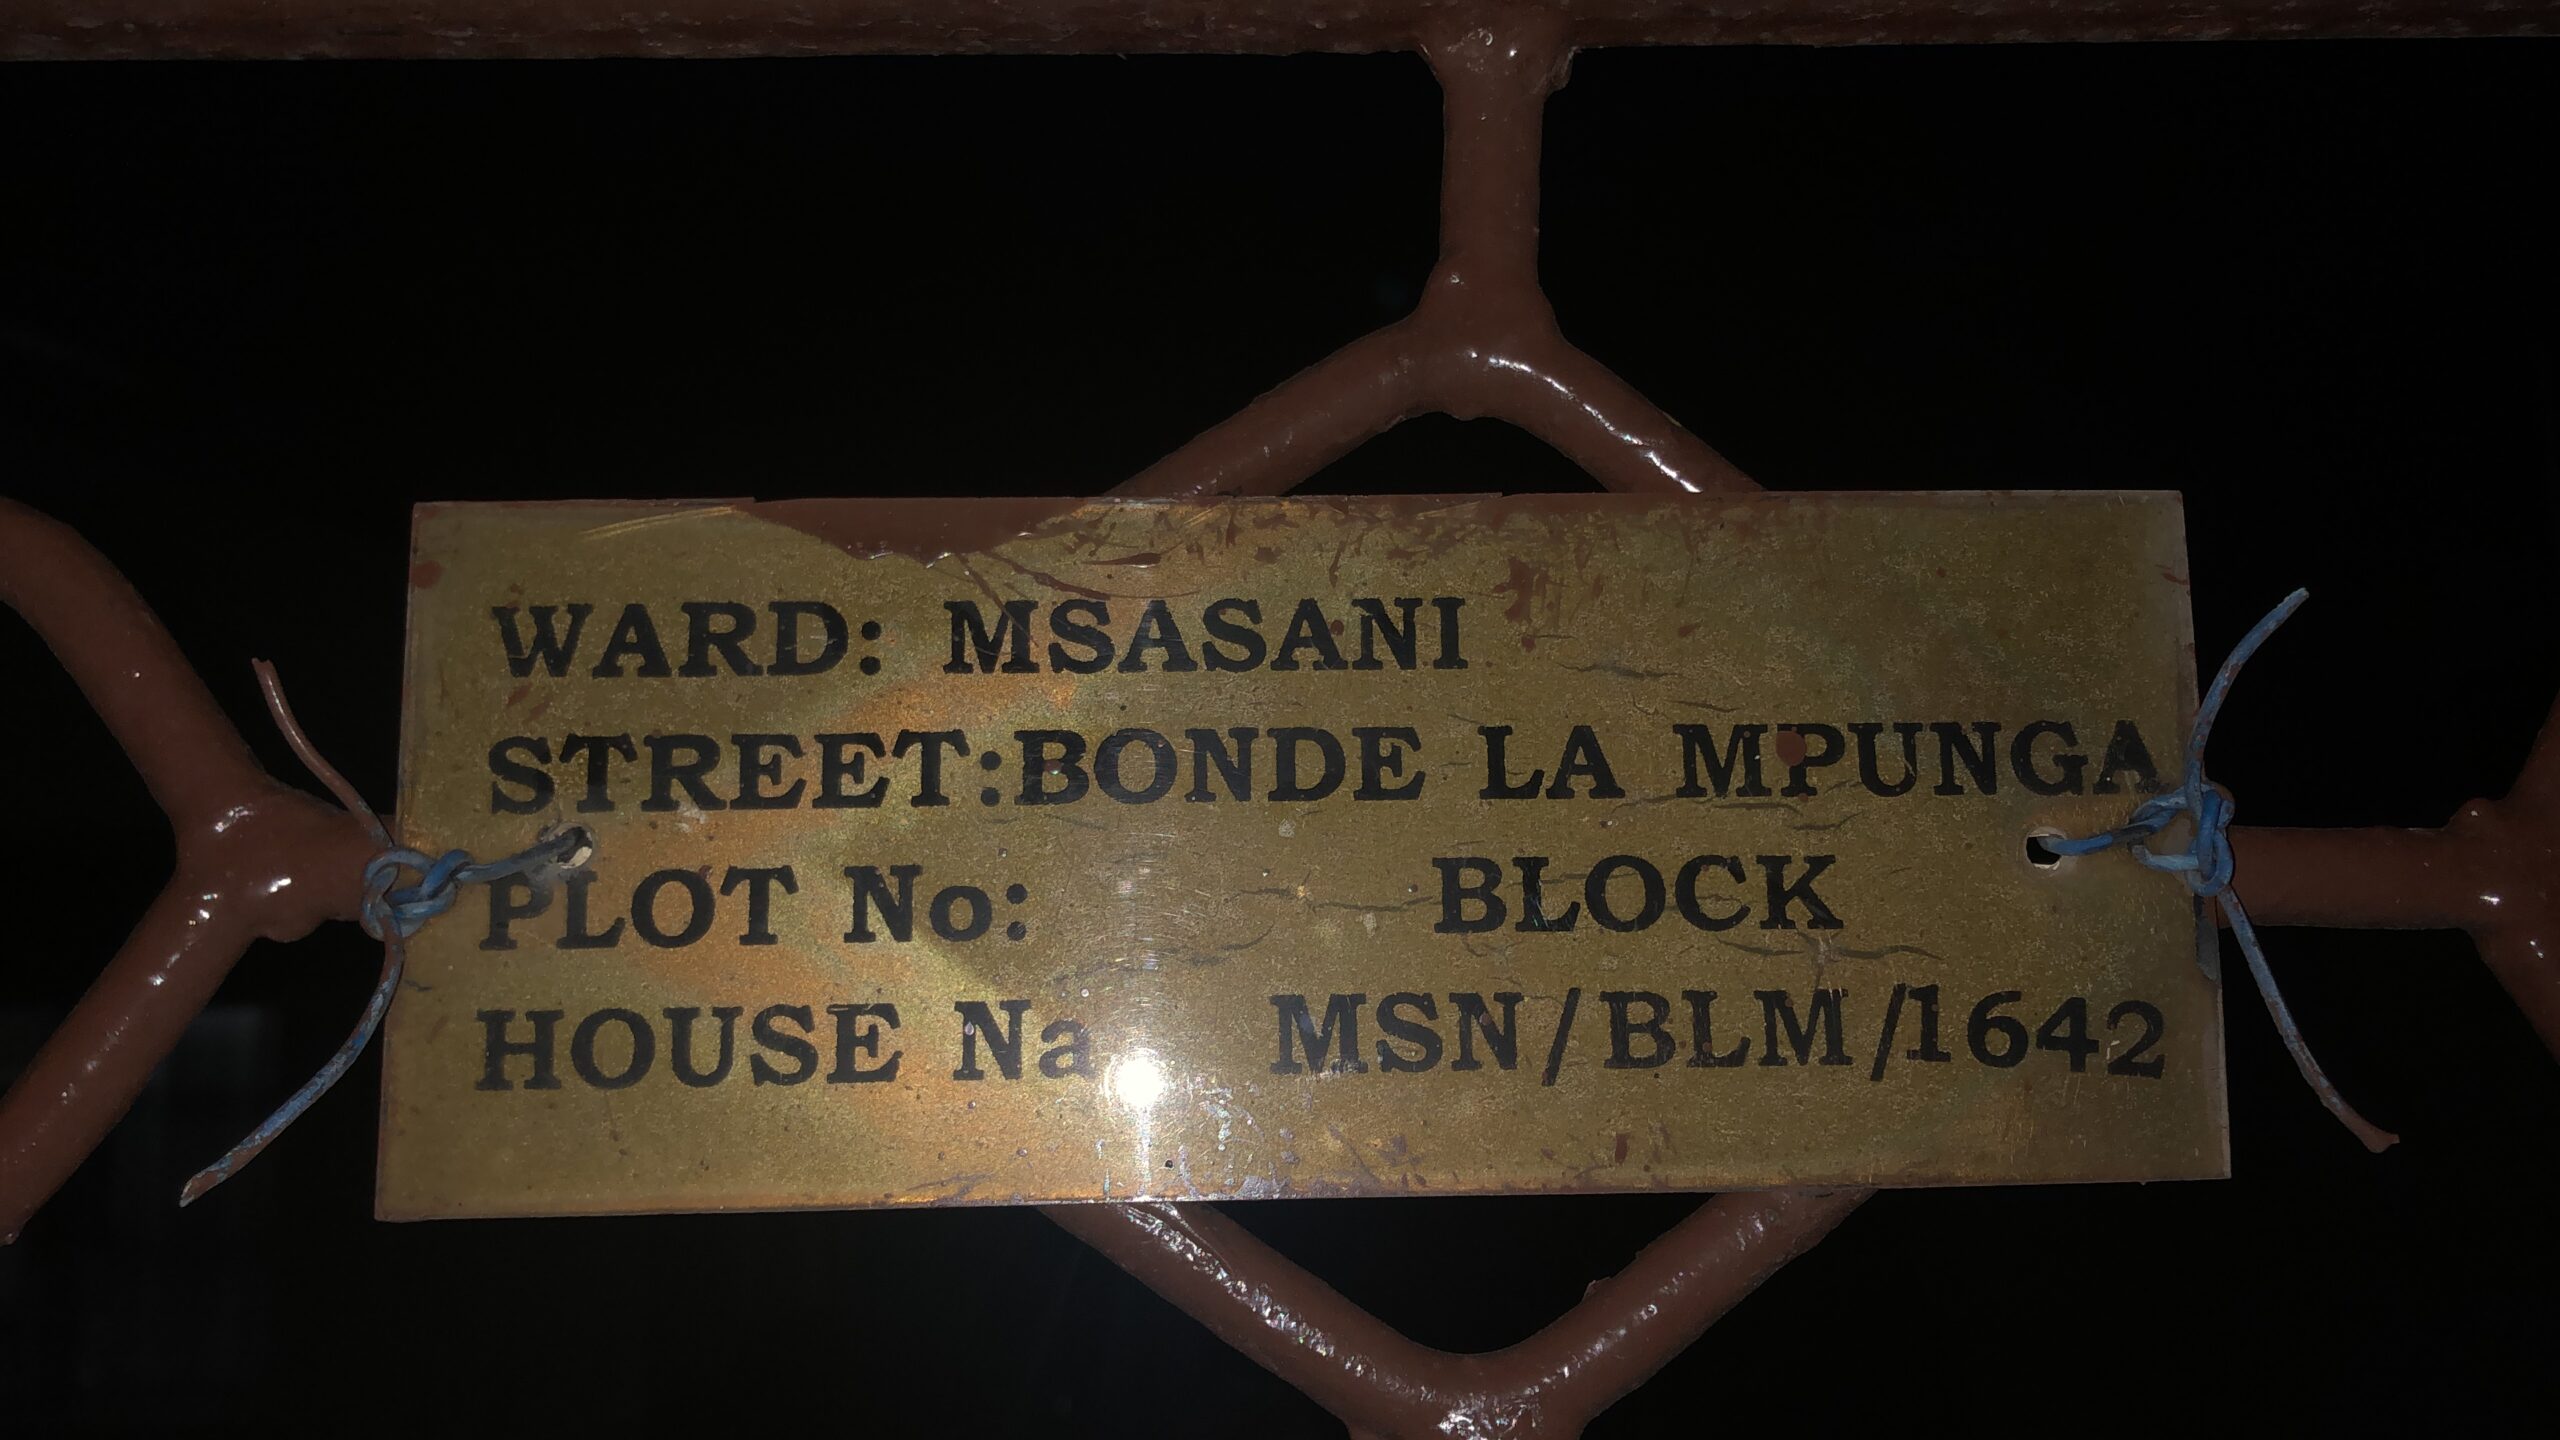 WARD: MSASANI
STREET:BONDE LA MPUNGA
PLOT No: BLOCK
HOUSE Na MSN/BLM/1642